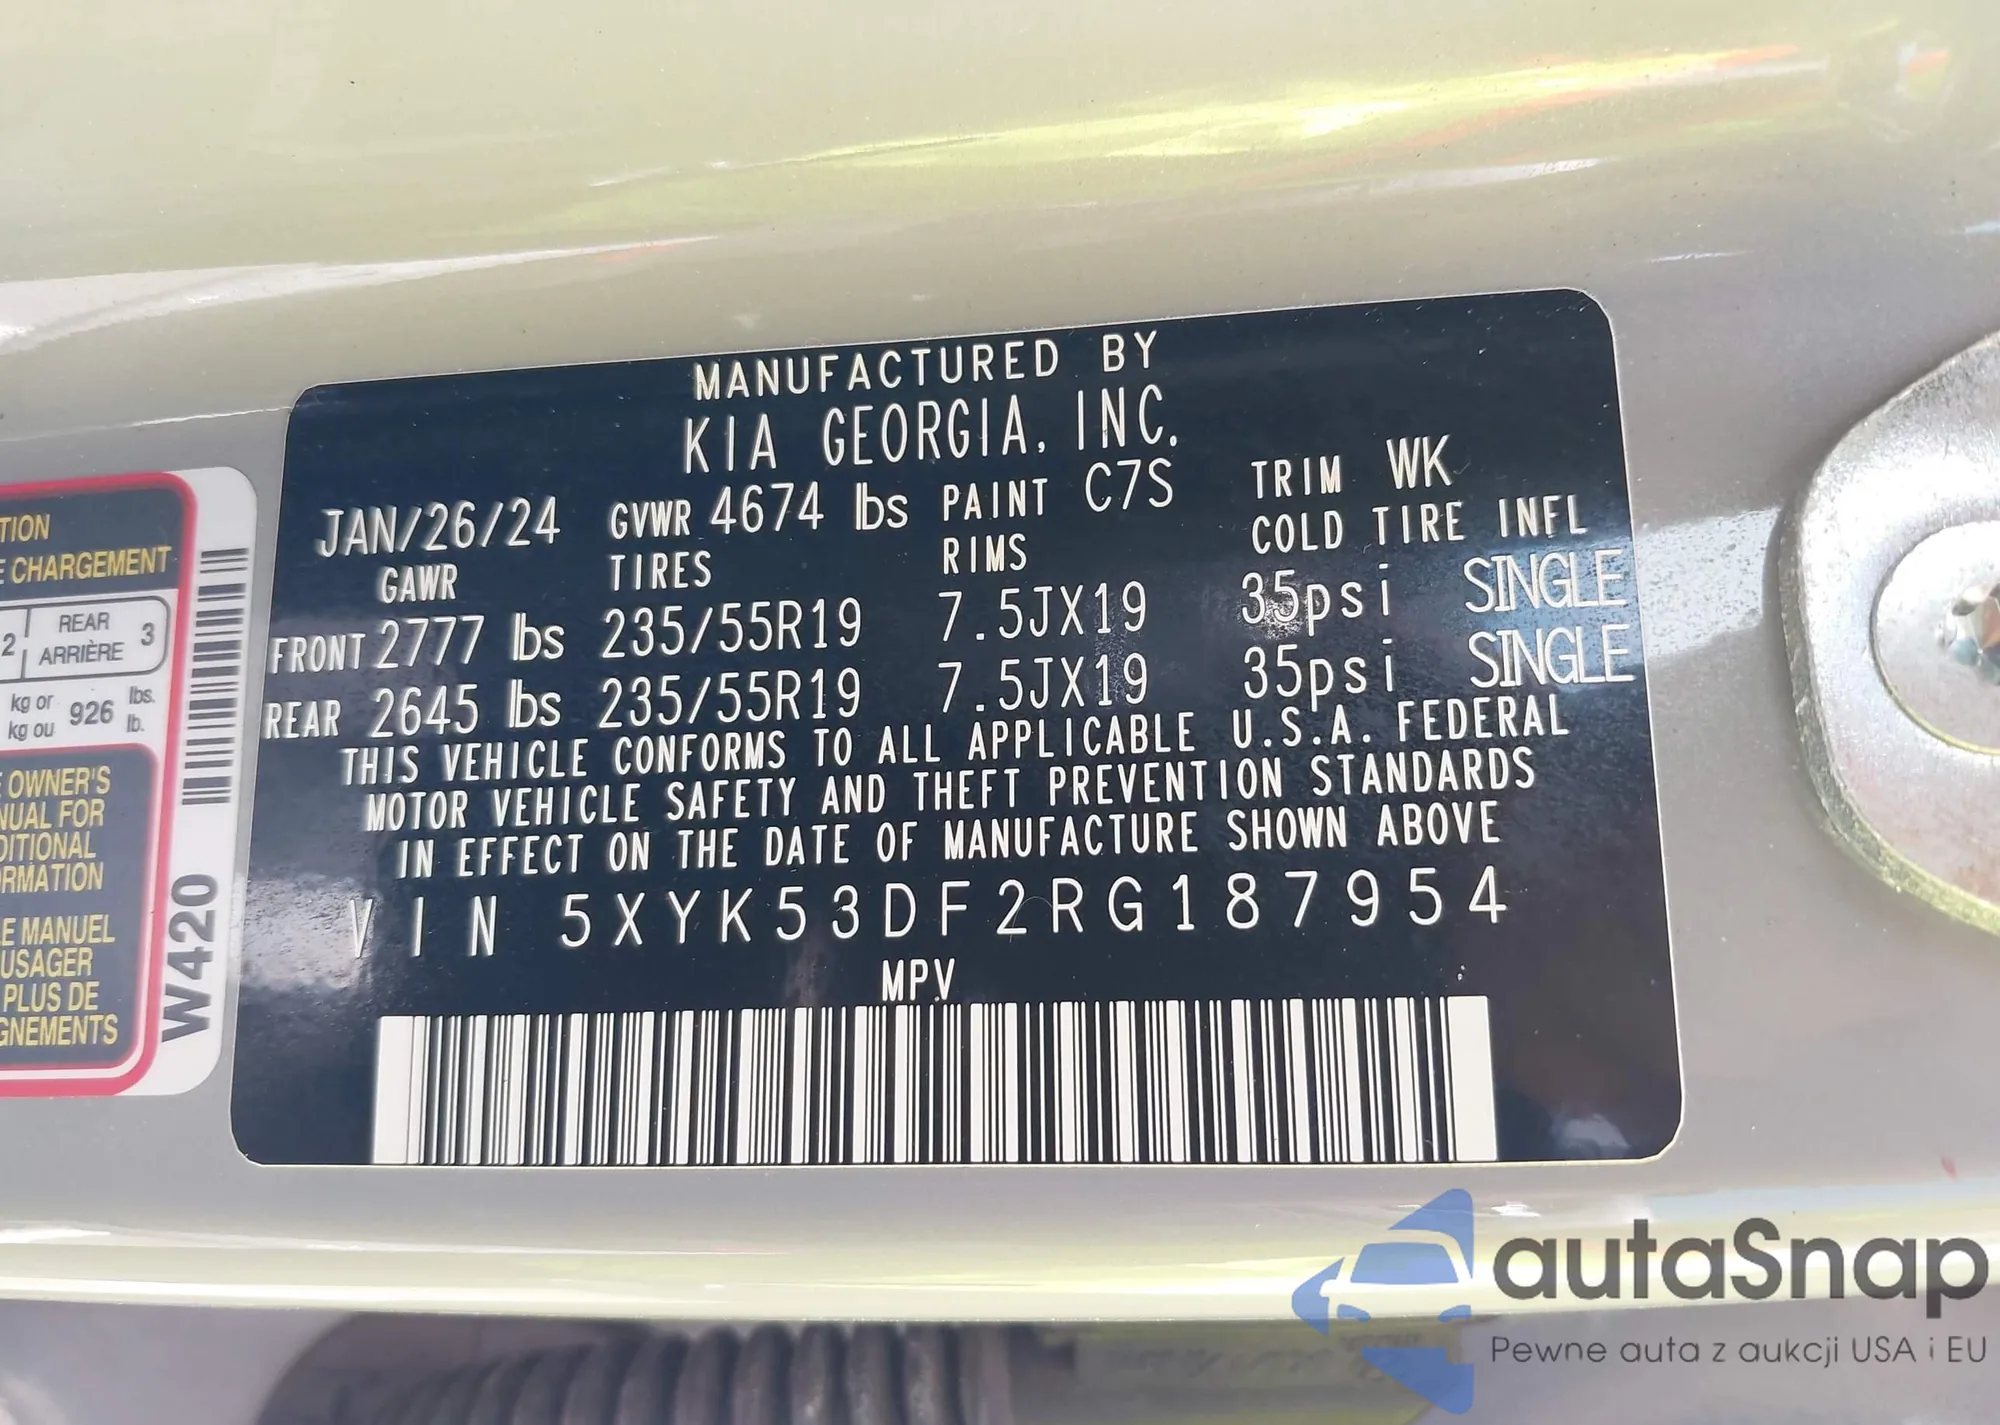 MANUFACTURED BY
KIA GEORGIA, INC.
JAN/26/24 GVWR 4674 lbs PAINT C7S TRIM WK
GAWR TIRES RIMS COLD TIRE INFL
FRONT 2777 lbs 235/55R19 7.5JX19 35psi SINGLE
REAR 2645 lbs 235/55R19 7.5JX19 35psi SINGLE
THIS VEHICLE CONFORMS TO ALL APPLICABLE U.S.A. FEDERAL
MOTOR VEHICLE SAFETY AND THEFT PREVENTION STANDARDS
IN EFFECT ON THE DATE OF MANUFACTURE SHOWN ABOVE
VIN 5XYK53DF2RG187954
MPV
TION
E CHARGEMENT
2 REAR 3
ARRIÈRE
kg or 926 lbs.
kg ou lb.
E OWNER'S
NUAL FOR
DITIONAL
RMATION
LE MANUEL
USAGER
PLUS DE
GNEMENTS
W420
autaSnap
Pewne auta z aukcji USA i EU